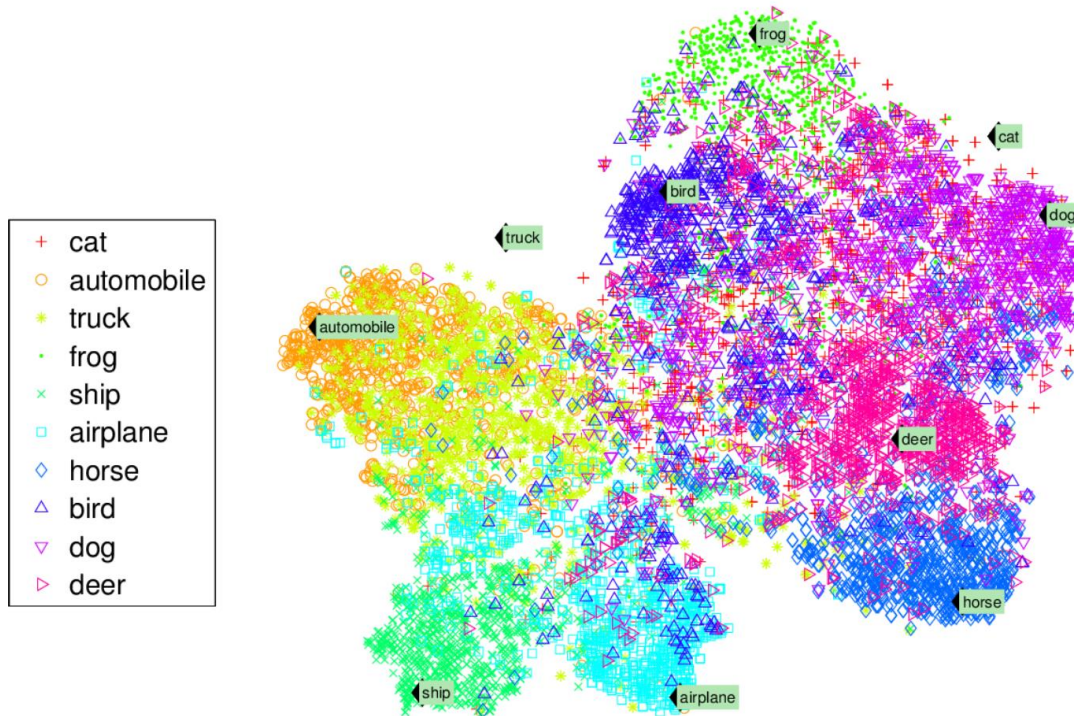 cat
automobile
truck
frog
ship
airplane
horse
bird
dog
deer
frog
cat
bird
dog
truck
automobile
deer
horse
ship
airplane